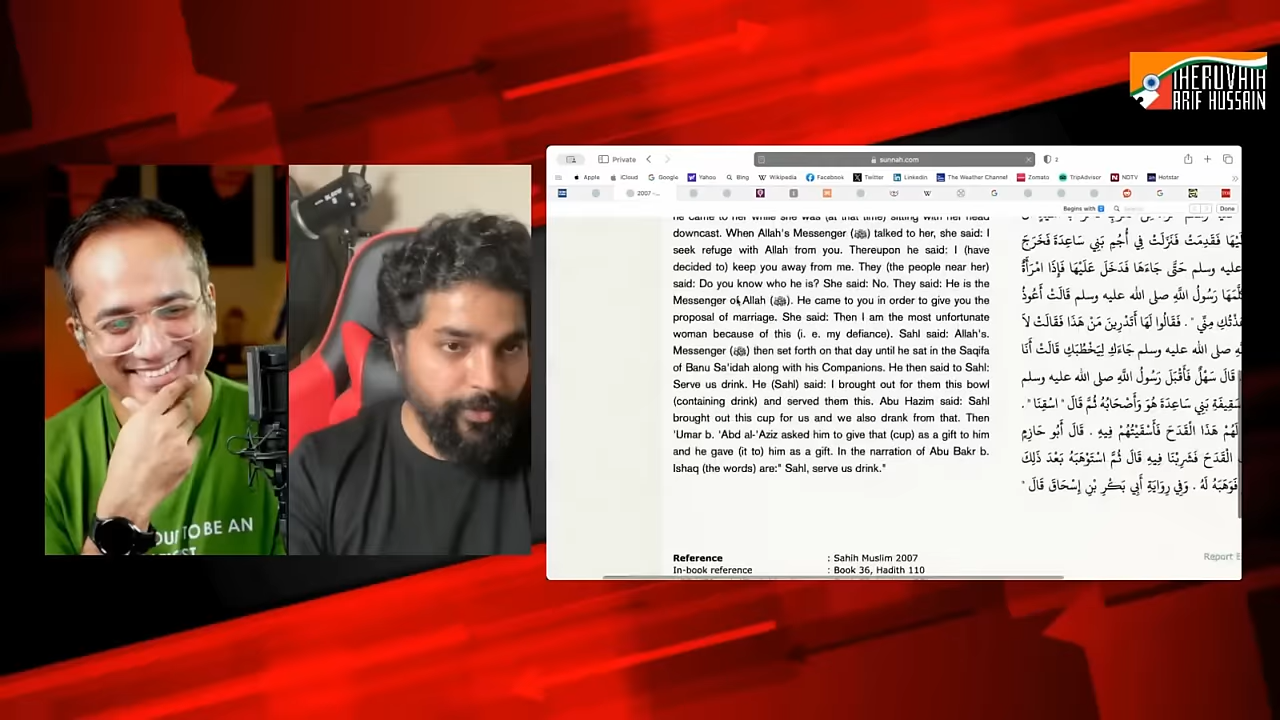 THERUVATH
ARIF HUSSAIN
Private
sunnah.com
2
Apple iCloud Google Yahoo Bing Wikipedia Facebook Twitter LinkedIn The Weather Channel Zomato TripAdvisor NDTV Hotstar
2007 -...
Begins with Done
he came to her while she was (at that time) sitting with her head
downcast. When Allah's Messenger (ﷺ) talked to her, she said: I
seek refuge with Allah from you. Thereupon he said: I (have
decided to) keep you away from me. They (the people near her)
said: Do you know who he is? She said: No. They said: He is the
Messenger of Allah (ﷺ). He came to you in order to give you the
proposal of marriage. She said: Then I am the most unfortunate
woman because of this (i. e. my defiance). Sahl said: Allah's.
Messenger (ﷺ) then set forth on that day until he sat in the Saqifa
of Banu Sa'idah along with his Companions. He then said to Sahl:
Serve us drink. He (Sahl) said: I brought out for them this bowl
(containing drink) and served them this. Abu Hazim said: Sahl
brought out this cup for us and we also drank from that. Then
'Umar b. 'Abd al-'Aziz asked him to give that (cup) as a gift to him
and he gave (it to) him as a gift. In the narration of Abu Bakr b.
Ishaq (the words) are:" Sahl, serve us drink."
فَقَدِمَتْ فَنَزَلَتْ فِي أُجُمِ بَنِي سَاعِدَةَ فَخَرَجَ
عليه وسلم حَتَّى جَاءَهَا فَدَخَلَ عَلَيْهَا فَإِذَا امْرَأَةٌ
رَسُولُ اللَّهِ صلى الله عليه وسلم قَالَتْ أَعُوذُ
مِنِّي " . فَقَالُوا لَهَا أَتَدْرِينَ مَنْ هَذَا فَقَالَتْ لاَ
صلى الله عليه وسلم جَاءَكِ لِيَخْطُبَكِ قَالَتْ أَنَا
قَالَ سَهْلٌ فَأَقْبَلَ رَسُولُ اللَّهِ صلى الله عليه وسلم
سَقِيفَةِ بَنِي سَاعِدَةَ هُوَ وَأَصْحَابُهُ ثُمَّ قَالَ " اسْقِنَا " .
لَهُمْ هَذَا الْقَدَحَ فَأَسْقَيْتُهُمْ فِيهِ . قَالَ أَبُو حَازِمٍ
الْقَدَحَ فَشَرِبْنَا فِيهِ قَالَ ثُمَّ اسْتَوْهَبَهُ بَعْدَ ذَلِكَ
فَوَهَبَهُ لَهُ . وَفِي رِوَايَةِ أَبِي بَكْرِ بْنِ إِسْحَاقَ قَالَ "
Reference : Sahih Muslim 2007
In-book reference : Book 36, Hadith 110
Report
TO BE AN